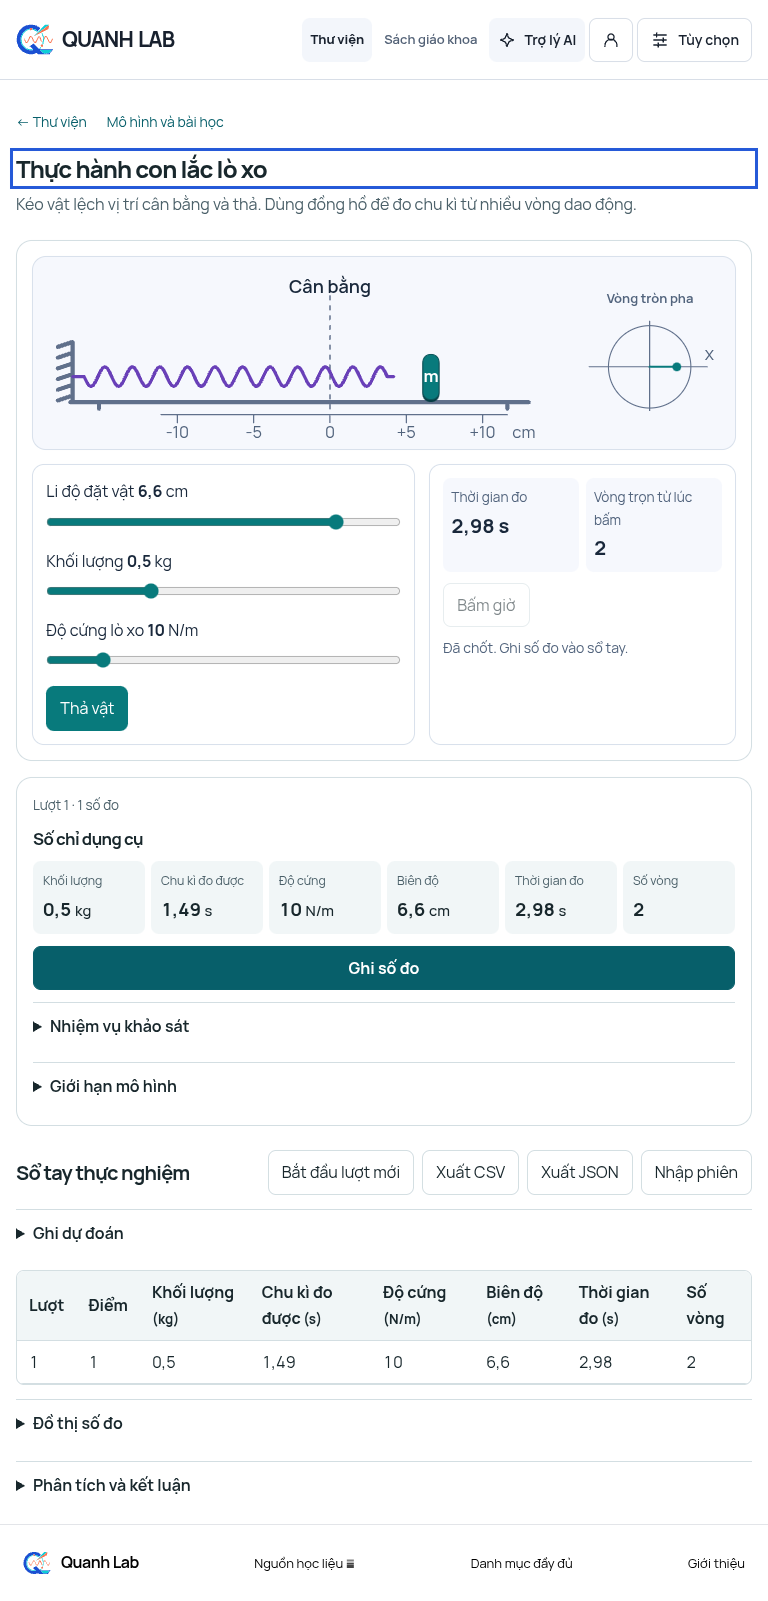 QUANH LAB
Thư viện
Sách giáo khoa
Trợ lý AI
Tùy chọn
← Thư viện
Mô hình và bài học
Thực hành con lắc lò xo
Kéo vật lệch vị trí cân bằng và thả. Dùng đồng hồ để đo chu kì từ nhiều vòng dao động.
Cân bằng
Vòng tròn pha
X
m
-10 -5 0 +5 +10 cm
Li độ đặt vật 6,6 cm
Khối lượng 0,5 kg
Độ cứng lò xo 10 N/m
Thả vật
Thời gian đo
2,98 s
Vòng trọn từ lúc
bấm
2
Bấm giờ
Đã chốt. Ghi số đo vào sổ tay.
Lượt 1 · 1 số đo
Số chỉ dụng cụ
Khối lượng
0,5 kg
Chu kì đo được
1,49 s
Độ cứng
10 N/m
Biên độ
6,6 cm
Thời gian đo
2,98 s
Số vòng
2
Ghi số đo
Nhiệm vụ khảo sát
Giới hạn mô hình
Sổ tay thực nghiệm
Bắt đầu lượt mới
Xuất CSV
Xuất JSON
Nhập phiên
Ghi dự đoán
Lượt Điểm Khối lượng (kg) Chu kì đo được (s) Độ cứng (N/m) Biên độ (cm) Thời gian đo (s) Số vòng
1 1 0,5 1,49 10 6,6 2,98 2
Đồ thị số đo
Phân tích và kết luận
Quanh Lab
Nguồn học liệu
Danh mục đầy đủ
Giới thiệu